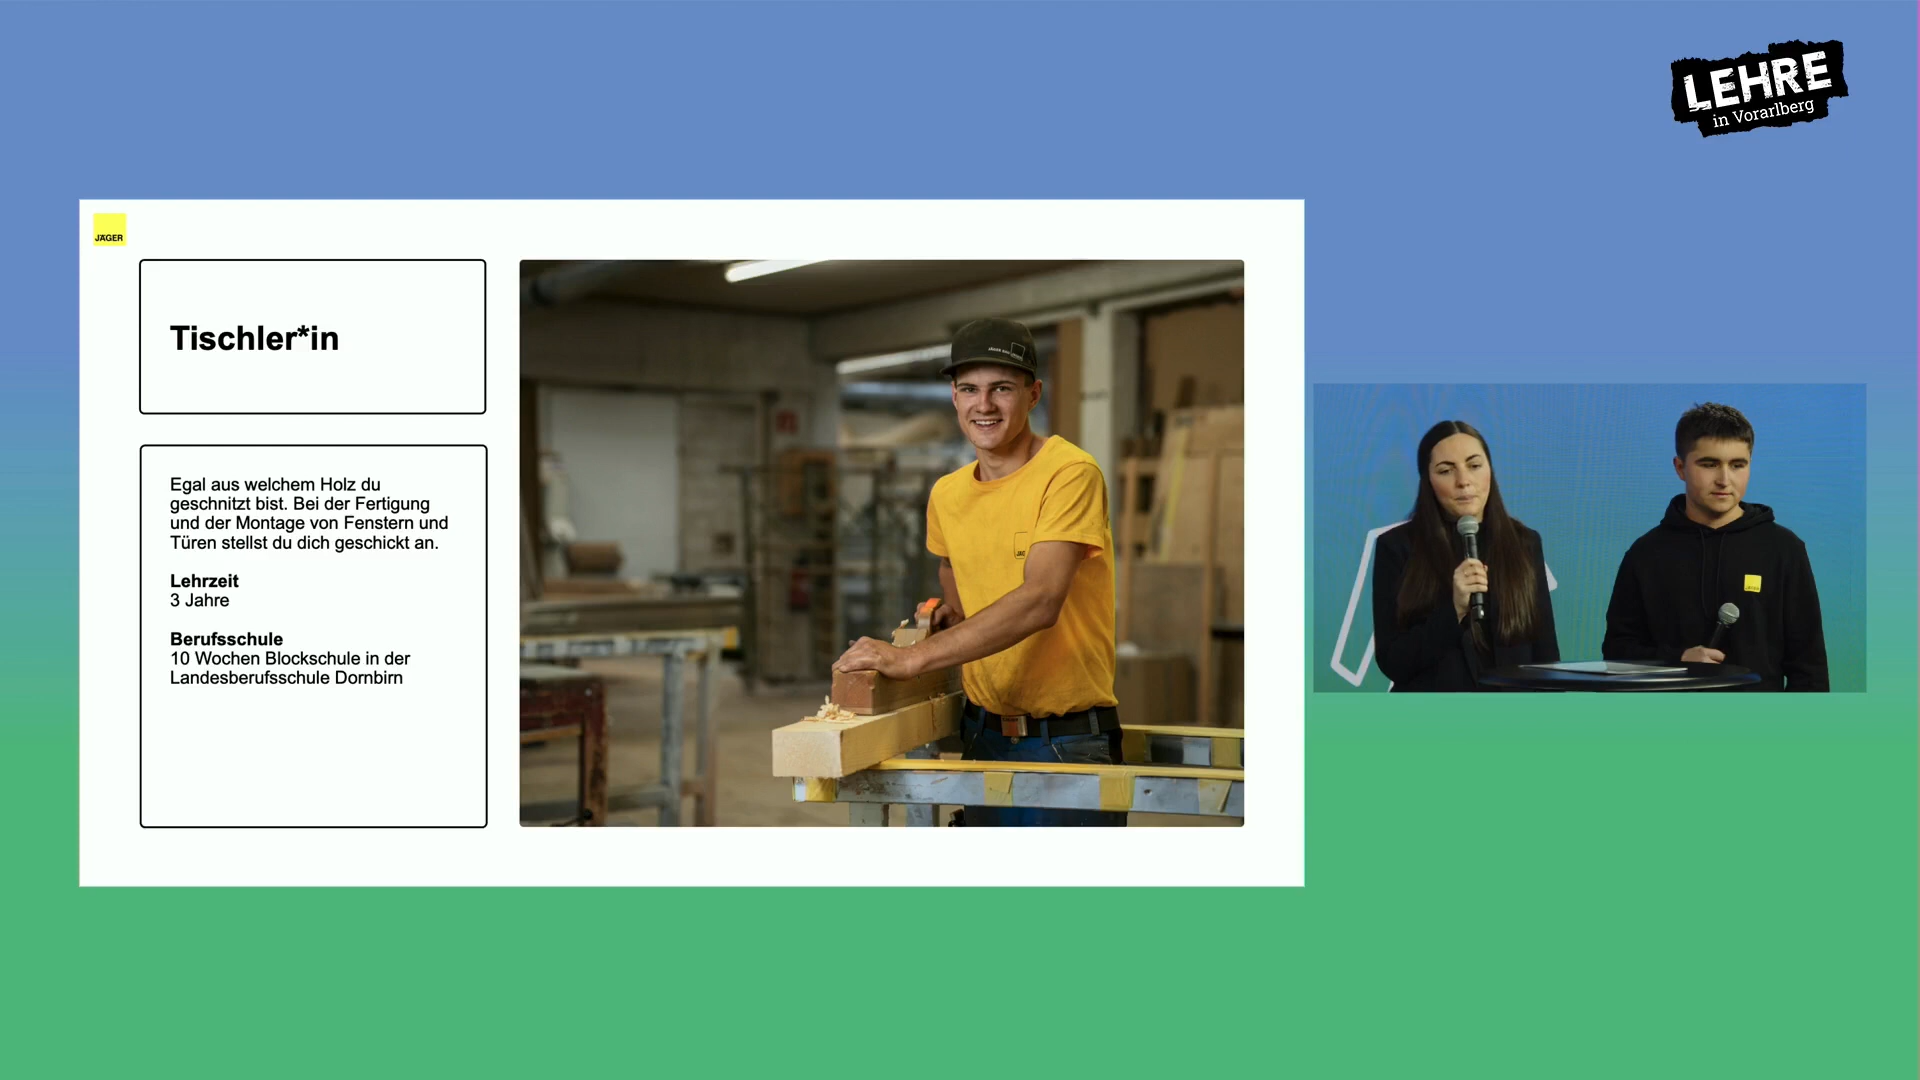 LEHRE
in Vorarlberg
JÄGER
Tischler*in
Egal aus welchem Holz du
geschnitzt bist. Bei der Fertigung
und der Montage von Fenstern und
Türen stellst du dich geschickt an.
Lehrzeit
3 Jahre
Berufsschule
10 Wochen Blockschule in der
Landesberufsschule Dornbirn